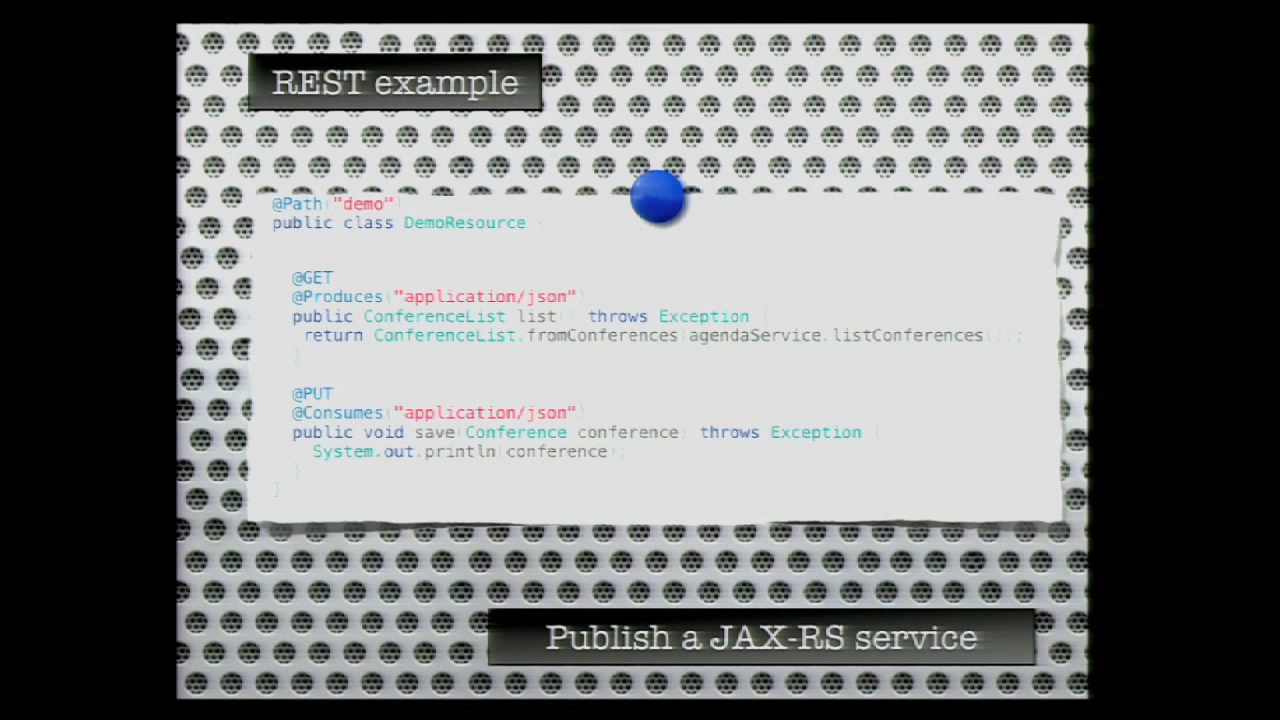 REST example
@Path("demo")
public class DemoResource {
@GET
@Produces("application/json")
public ConferenceList list() throws Exception {
return ConferenceList.fromConferences(agendaService.listConferences());
}
@PUT
@Consumes("application/json")
public void save(Conference conference) throws Exception {
System.out.println(conference);
}
}
Publish a JAX-RS service